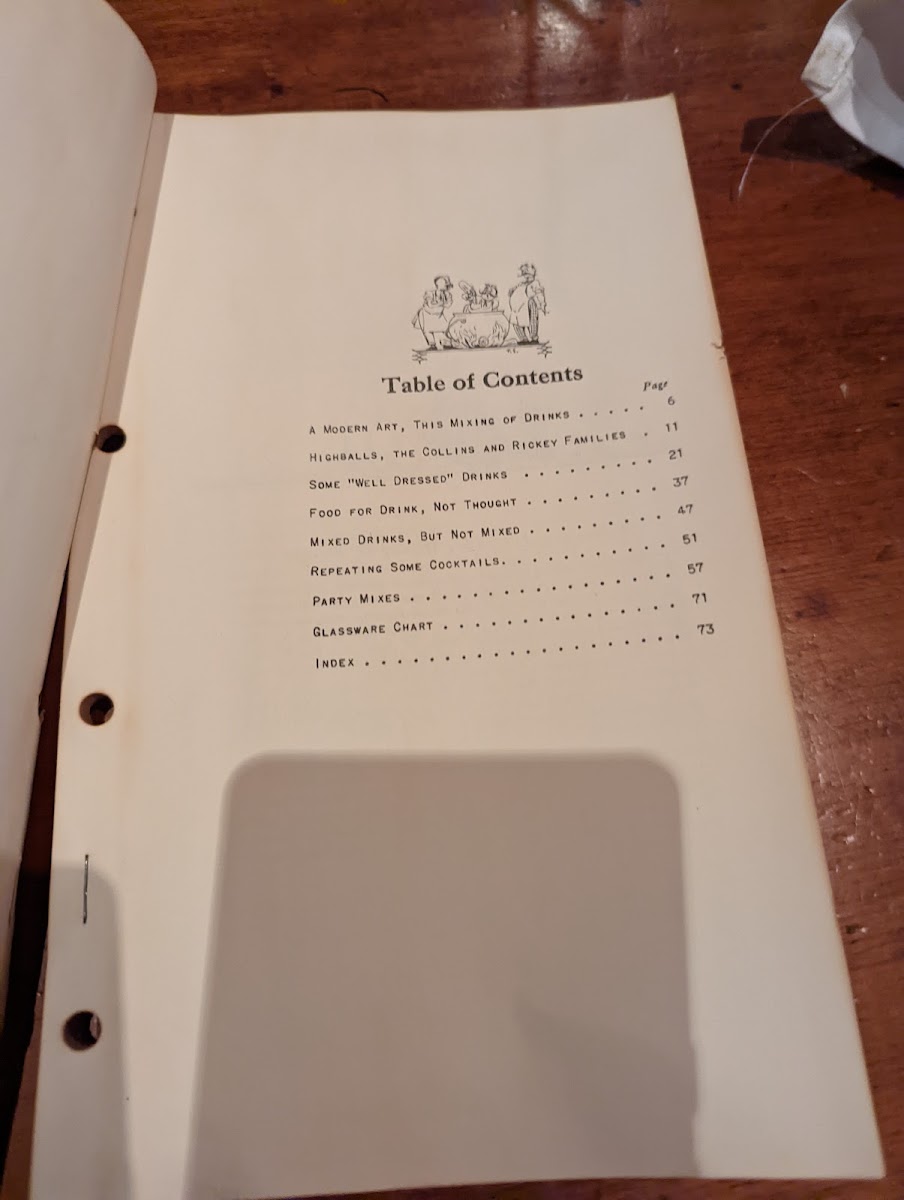 Table of Contents
Page
A Modern Art, This Mixing of Drinks . . . . . 6
Highballs, the Collins and Rickey Families . 11
Some "Well Dressed" Drinks . . . . . . . . . 21
Food for Drink, Not Thought . . . . . . . . . 37
Mixed Drinks, But Not Mixed . . . . . . . . . 47
Repeating Some Cocktails. . . . . . . . . . . 51
Party Mixes . . . . . . . . . . . . . . . . . 57
Glassware Chart . . . . . . . . . . . . . . . 71
Index . . . . . . . . . . . . . . . . . . . . 73